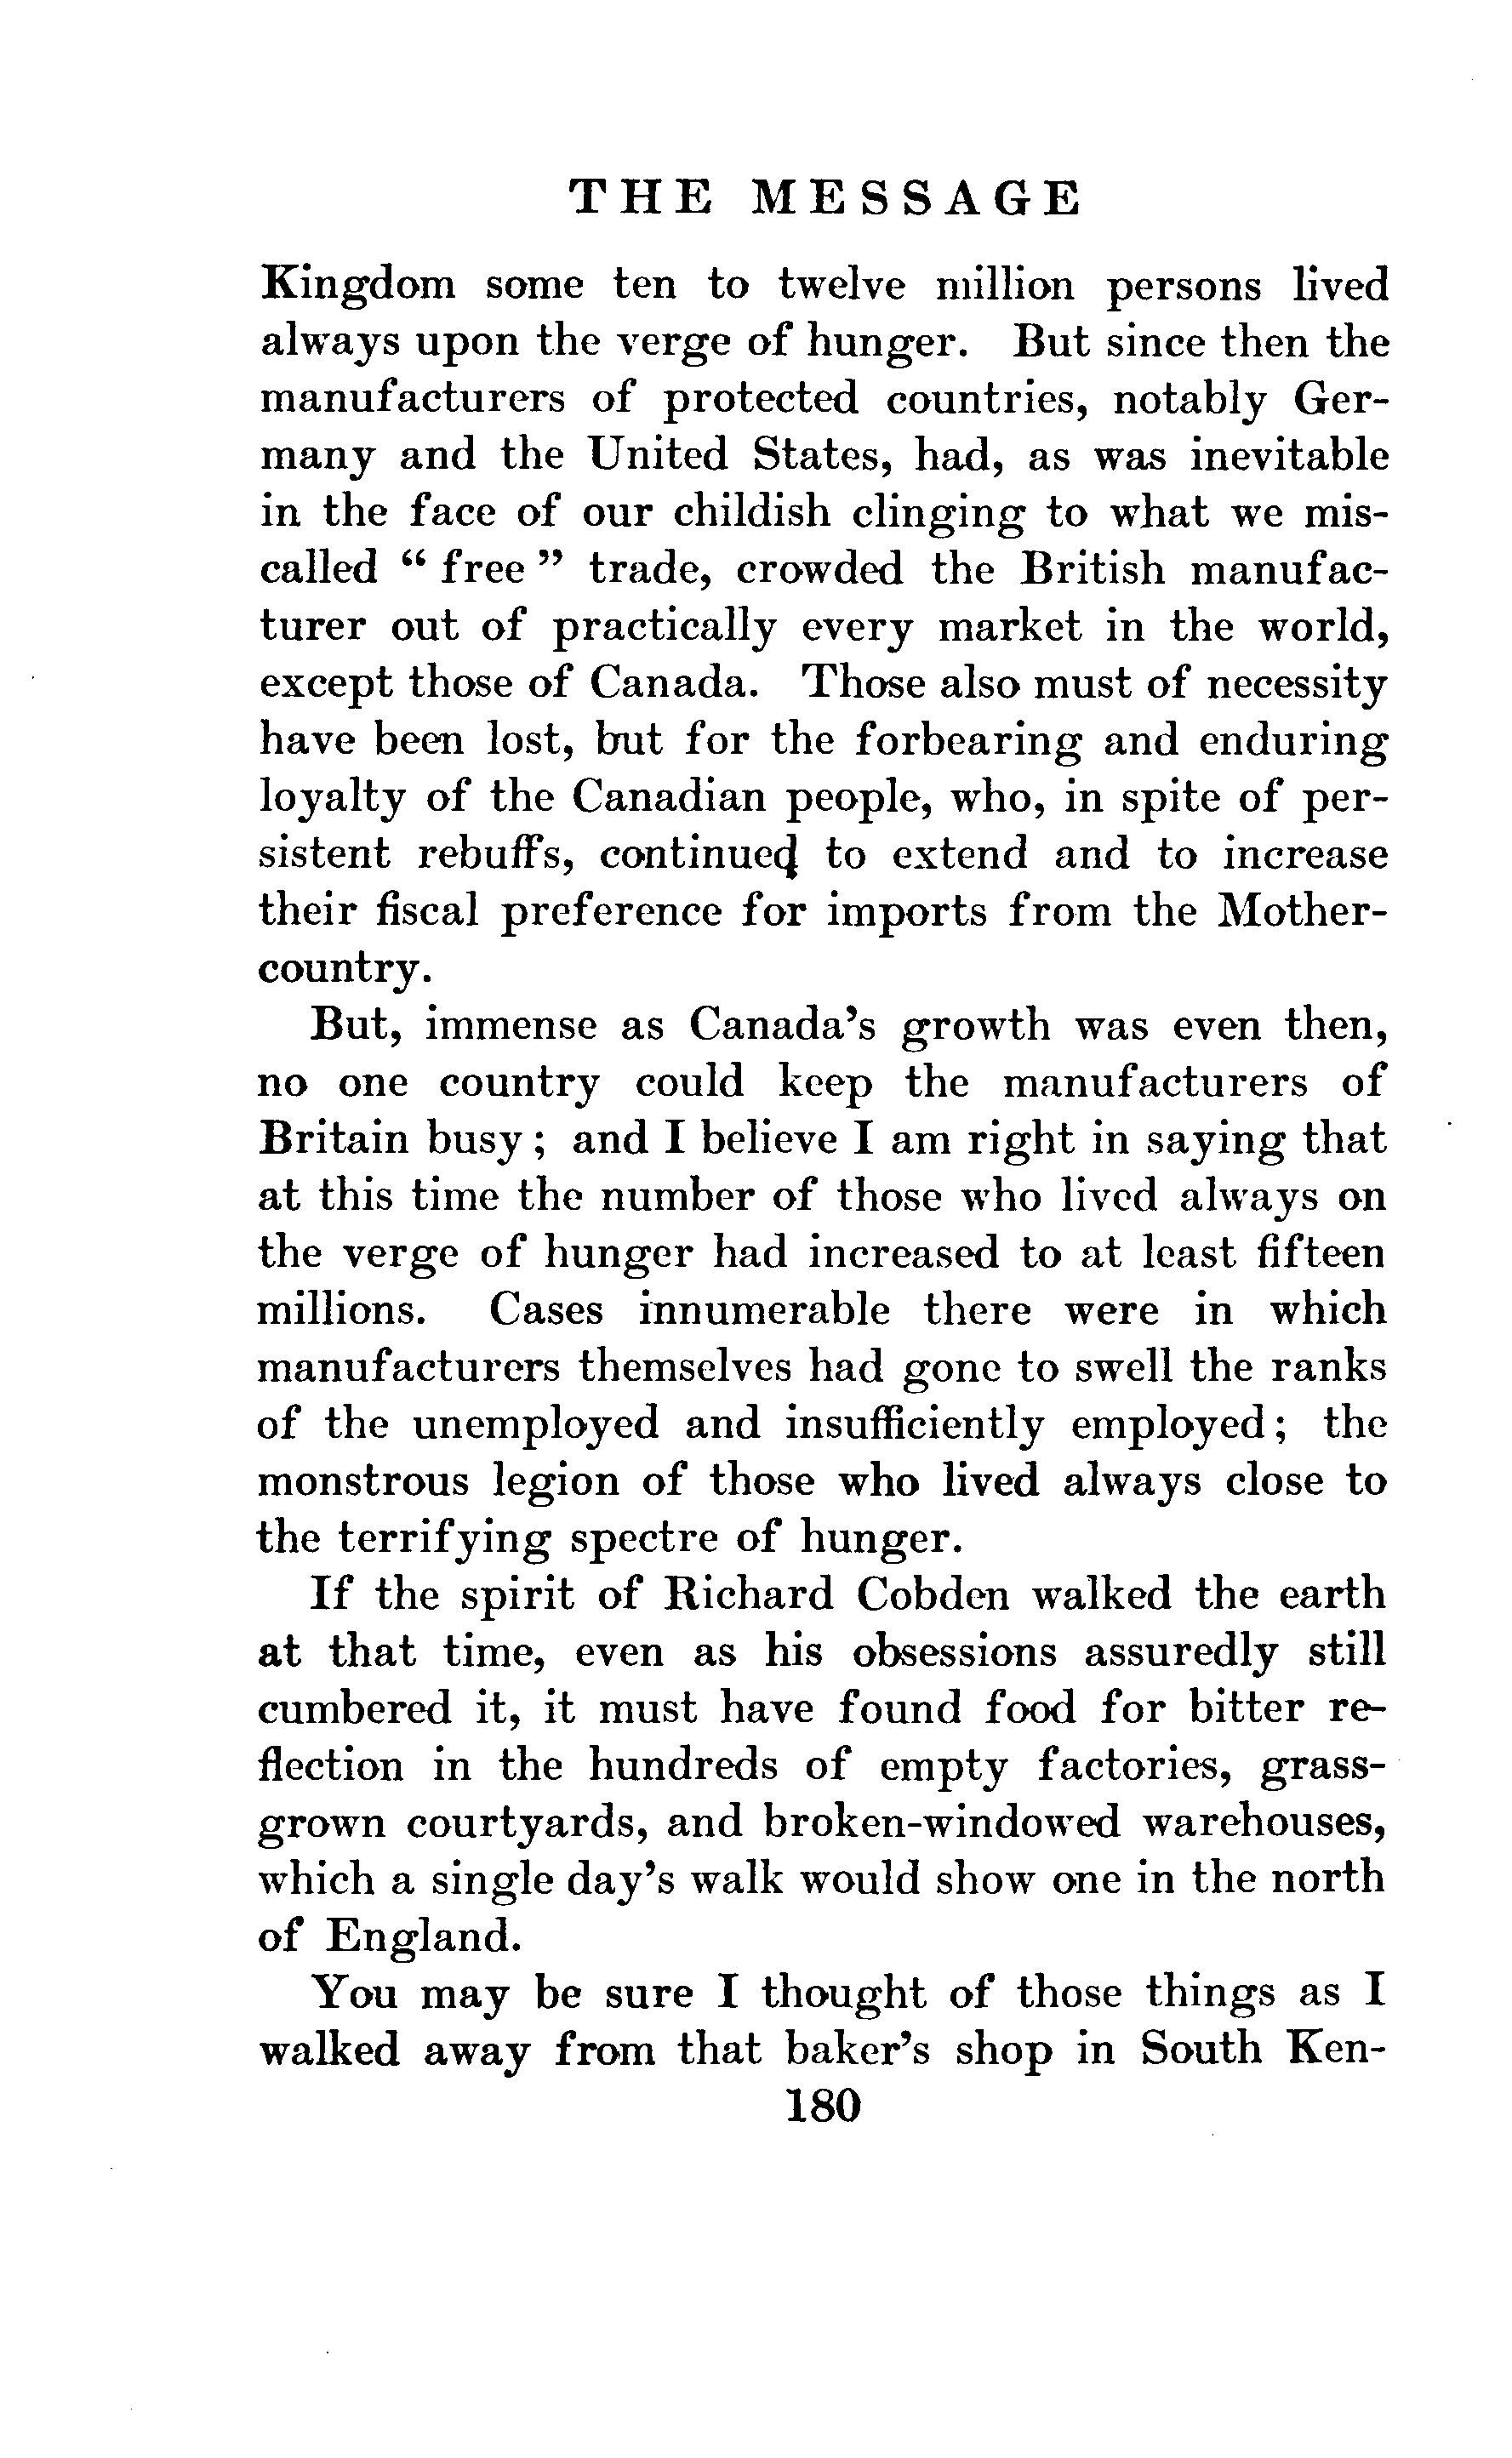 THE MESSAGE
Kingdom some ten to twelve million persons lived
always upon the verge of hunger. But since then the
manufacturers of protected countries, notably Ger-
many and the United States, had, as was inevitable
in the face of our childish clinging to what we mis-
called “ free ” trade, crowded the British manufac-
turer out of practically every market in the world,
except those of Canada. Those also must of necessity
have been lost, but for the forbearing and enduring
loyalty of the Canadian people, who, in spite of per-
sistent rebuffs, continued to extend and to increase
their fiscal preference for imports from the Mother-
country.
But, immense as Canada’s growth was even then,
no one country could keep the manufacturers of
Britain busy ; and I believe I am right in saying that
at this time the number of those who lived always on
the verge of hunger had increased to at least fifteen
millions. Cases innumerable there were in which
manufacturers themselves had gone to swell the ranks
of the unemployed and insufficiently employed ; the
monstrous legion of those who lived always close to
the terrifying spectre of hunger.
If the spirit of Richard Cobden walked the earth
at that time, even as his obsessions assuredly still
cumbered it, it must have found food for bitter re-
flection in the hundreds of empty factories, grass-
grown courtyards, and broken-windowed warehouses,
which a single day’s walk would show one in the north
of England.
You may be sure I thought of those things as I
walked away from that baker’s shop in South Ken-
180